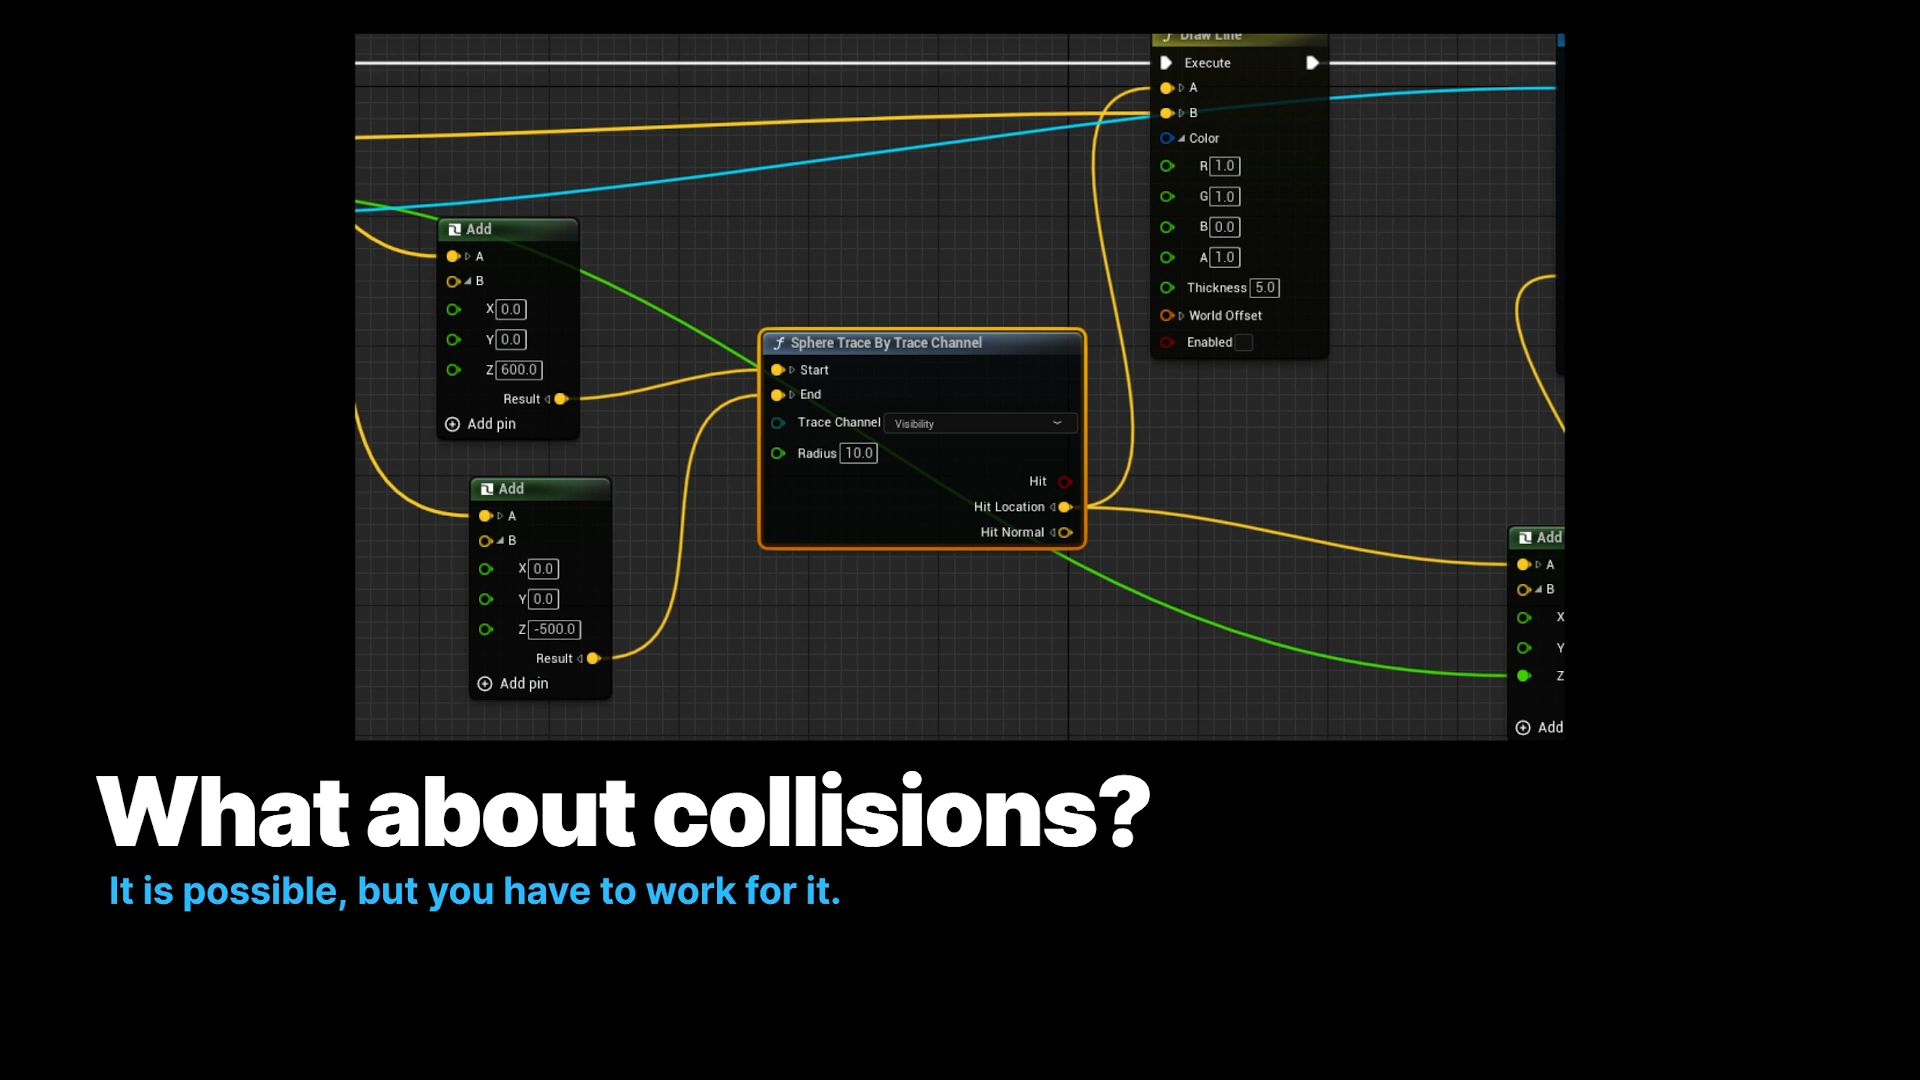 Draw Line
Execute
A
B
Color
R 1.0
G 1.0
B 0.0
A 1.0
Thickness 5.0
World Offset
Enabled
Add
A
B
X 0.0
Y 0.0
Z 600.0
Result
Add pin
Sphere Trace By Trace Channel
Start
End
Trace Channel Visibility
Radius 10.0
Hit
Hit Location
Hit Normal
Add
A
B
X 0.0
Y 0.0
Z -500.0
Result
Add pin
Add
A
B
X
Y
Z
Add
What about collisions?
It is possible, but you have to work for it.